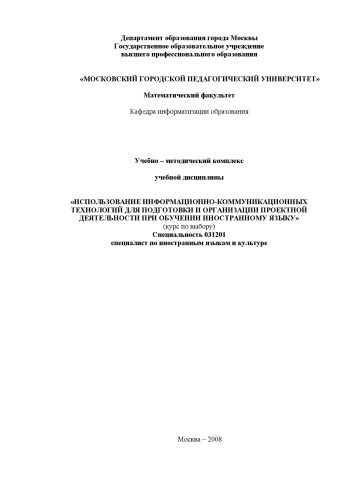 Департамент образования города Москвы
Государственное образовательное учреждение
высшего профессионального образования
«МОСКОВСКИЙ ГОРОДСКОЙ ПЕДАГОГИЧЕСКИЙ УНИВЕРСИТЕТ»
Математический факультет
Кафедра информатизации образования
Учебно – методический комплекс
учебной дисциплины
«ИСПОЛЬЗОВАНИЕ ИНФОРМАЦИОННО-КОММУНИКАЦИОННЫХ
ТЕХНОЛОГИЙ ДЛЯ ПОДГОТОВКИ И ОРГАНИЗАЦИИ ПРОЕКТНОЙ
ДЕЯТЕЛЬНОСТИ ПРИ ОБУЧЕНИИ ИНОСТРАННОМУ ЯЗЫКУ»
(курс по выбору)
Специальность 031201
специалист по иностранным языкам и культуре
Москва – 2008